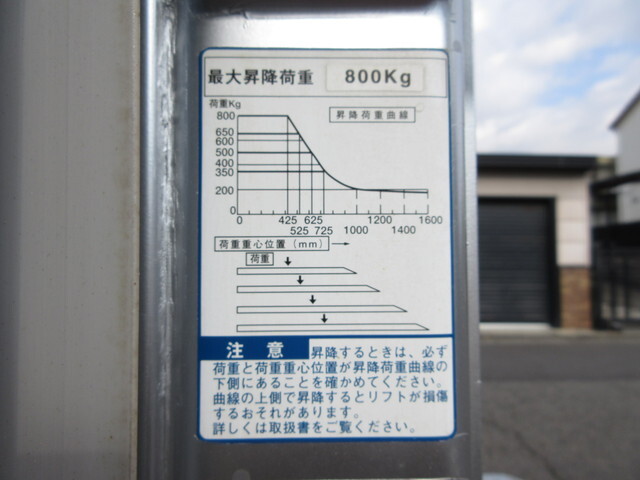 最大昇降荷重 800Kg
荷重Kg
昇降荷重曲線
800
650
600
500
400
350
200
0
0 425 625 1200 1600
525 725 1000 1400
荷重重心位置(mm) →
荷重
注意 昇降するときは、必ず
荷重と荷重重心位置が昇降荷重曲線の
下側にあることを確かめてください。
曲線の上側で昇降するとリフトが損傷
するおそれがあります。
詳しくは取扱書をご覧ください。